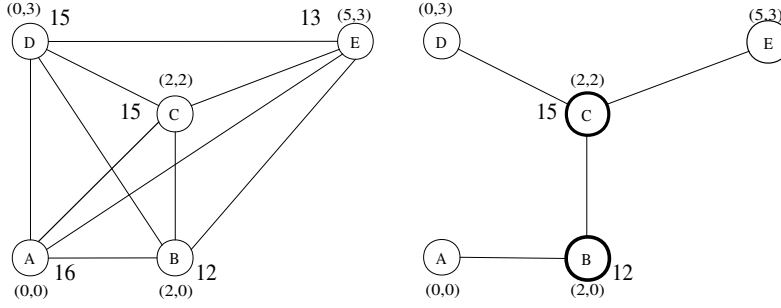 (0,3) 15 13 (5,3)
D E
(2,2)
15 C
A B
16 12
(0,0) (2,0)
(0,3) (5,3)
D E
(2,2)
15 C
A B
12
(0,0) (2,0)